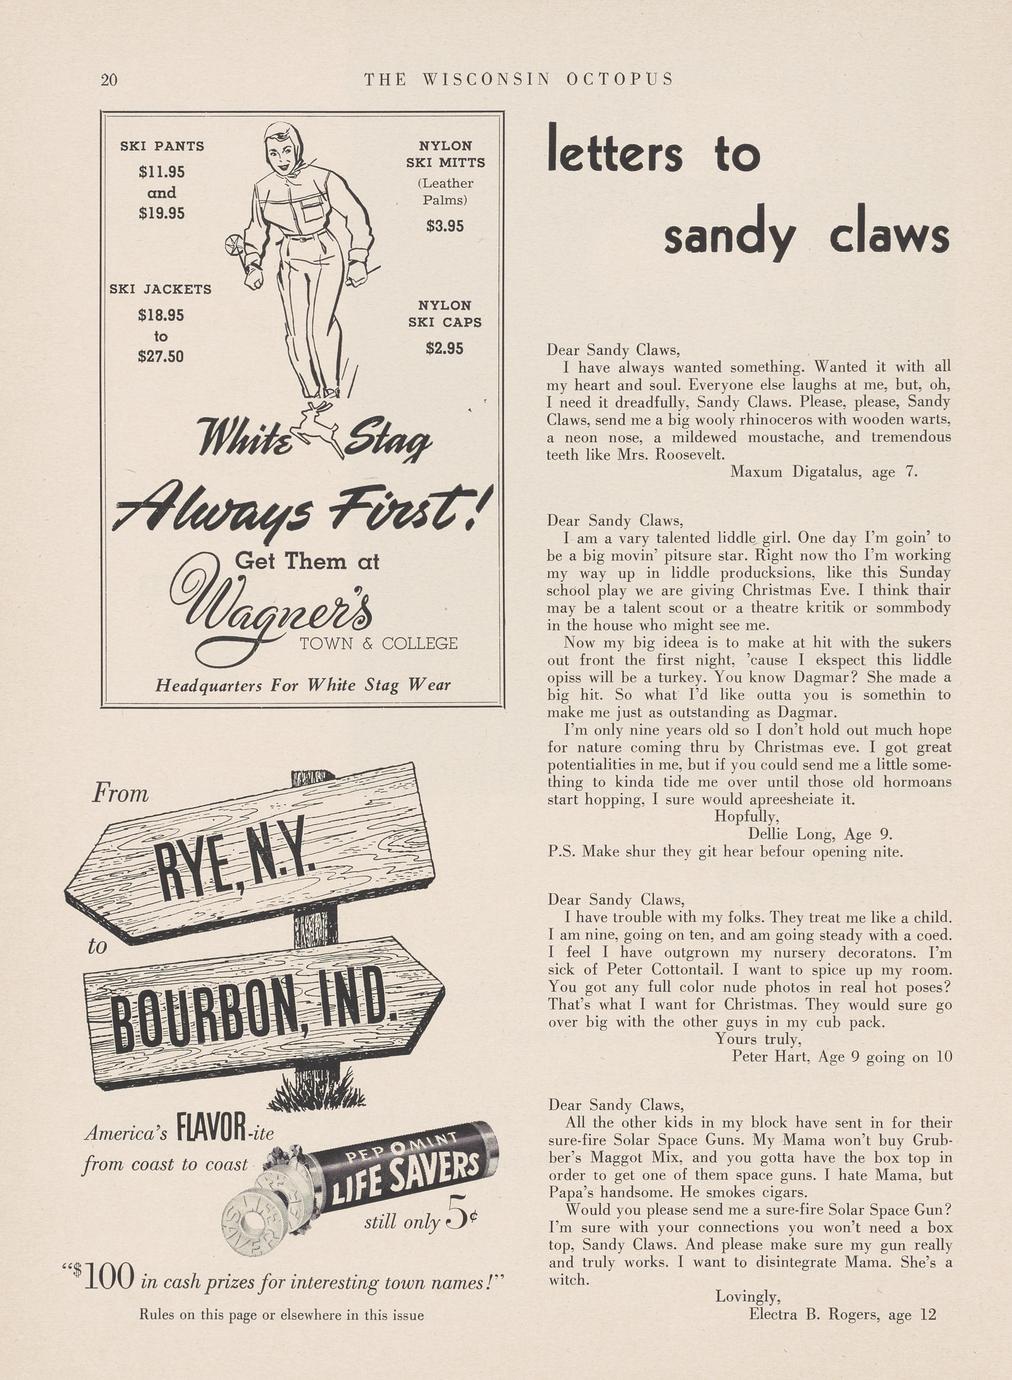 20
THE WISCONSIN OCTOPUS
SKI PANTS
$11.95
and
$19.95
SKI JACKETS
$18.95
to
$27.50
NYLON
SKI MITTS
(Leather
Palms)
$3.95
NYLON
SKI CAPS
$2.95
White Stag
Always First!
Get Them at
Wagner's
TOWN & COLLEGE
Headquarters For White Stag Wear
From
RYE, N.Y.
to
BOURBON, IND.
America's FLAVOR-ite
from coast to coast
PEP O MINT
LIFE SAVERS
still only 5¢
“$100 in cash prizes for interesting town names!”
Rules on this page or elsewhere in this issue
letters to
sandy claws
Dear Sandy Claws,
I have always wanted something. Wanted it with all
my heart and soul. Everyone else laughs at me, but, oh,
I need it dreadfully, Sandy Claws. Please, please, Sandy
Claws, send me a big wooly rhinoceros with wooden warts,
a neon nose, a mildewed moustache, and tremendous
teeth like Mrs. Roosevelt.
Maxum Digatalus, age 7.
Dear Sandy Claws,
I am a vary talented liddle girl. One day I'm goin' to
be a big movin' pitsure star. Right now tho I'm working
my way up in liddle producksions, like this Sunday
school play we are giving Christmas Eve. I think thair
may be a talent scout or a theatre kritik or sommbody
in the house who might see me.
Now my big ideea is to make at hit with the sukers
out front the first night, 'cause I ekspect this liddle
opiss will be a turkey. You know Dagmar? She made a
big hit. So what I'd like outta you is somethin to
make me just as outstanding as Dagmar.
I'm only nine years old so I don't hold out much hope
for nature coming thru by Christmas eve. I got great
potentialities in me, but if you could send me a little some-
thing to kinda tide me over until those old hormoans
start hopping, I sure would apreesheiate it.
Hopfully,
Dellie Long, Age 9.
P.S. Make shur they git hear befour opening nite.
Dear Sandy Claws,
I have trouble with my folks. They treat me like a child.
I am nine, going on ten, and am going steady with a coed.
I feel I have outgrown my nursery decoratons. I'm
sick of Peter Cottontail. I want to spice up my room.
You got any full color nude photos in real hot poses?
That's what I want for Christmas. They would sure go
over big with the other guys in my cub pack.
Yours truly,
Peter Hart, Age 9 going on 10
Dear Sandy Claws,
All the other kids in my block have sent in for their
sure-fire Solar Space Guns. My Mama won't buy Grub-
ber's Maggot Mix, and you gotta have the box top in
order to get one of them space guns. I hate Mama, but
Papa's handsome. He smokes cigars.
Would you please send me a sure-fire Solar Space Gun?
I'm sure with your connections you won't need a box
top, Sandy Claws. And please make sure my gun really
and truly works. I want to disintegrate Mama. She's a
witch.
Lovingly,
Electra B. Rogers, age 12